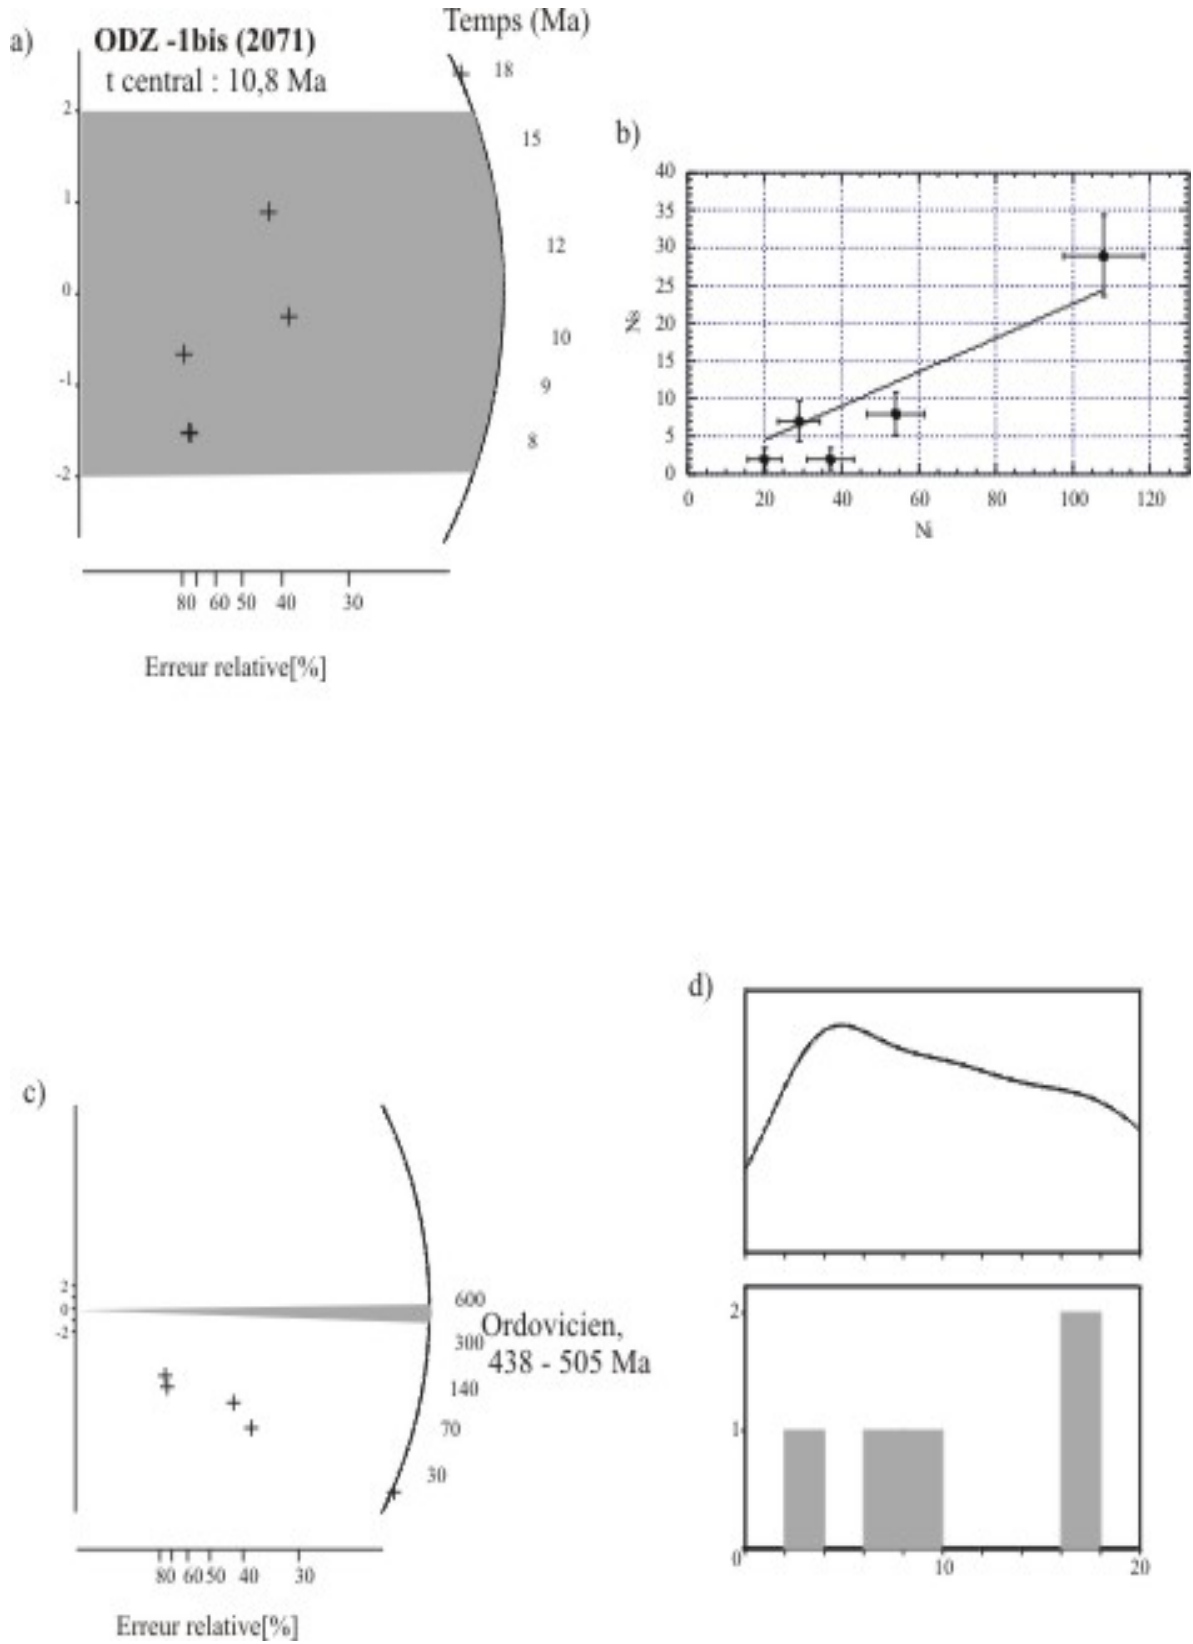 a)
ODZ -1bis (2071)
t central : 10,8 Ma
Temps (Ma)
18
15
12
10
9
8
2
1
0
-1
-2
80 60 50 40 30
Erreur relative[%]
b)
40
35
30
25
20
15
10
5
0
Ns
0 20 40 60 80 100 120
Ni
c)
2
0
-2
600
300
140
70
30
Ordovicien,
438 - 505 Ma
80 60 50 40 30
Erreur relative[%]
d)
2
1
0
10 20